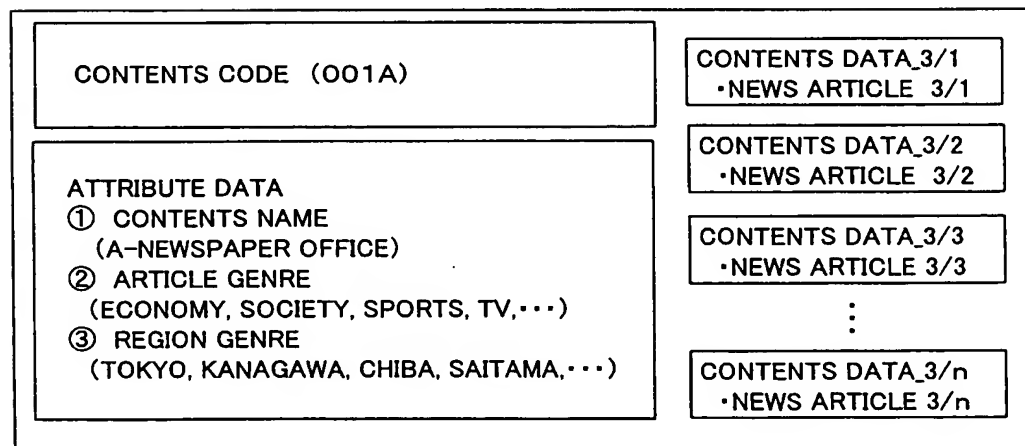 CONTENTS CODE (001A)
ATTRIBUTE DATA
① CONTENTS NAME
(A-NEWSPAPER OFFICE)
② ARTICLE GENRE
(ECONOMY, SOCIETY, SPORTS, TV,・・・)
③ REGION GENRE
(TOKYO, KANAGAWA, CHIBA, SAITAMA,・・・)
CONTENTS DATA_3/1
・NEWS ARTICLE 3/1
CONTENTS DATA_3/2
・NEWS ARTICLE 3/2
CONTENTS DATA_3/3
・NEWS ARTICLE 3/3
⋮
CONTENTS DATA_3/n
・NEWS ARTICLE 3/n